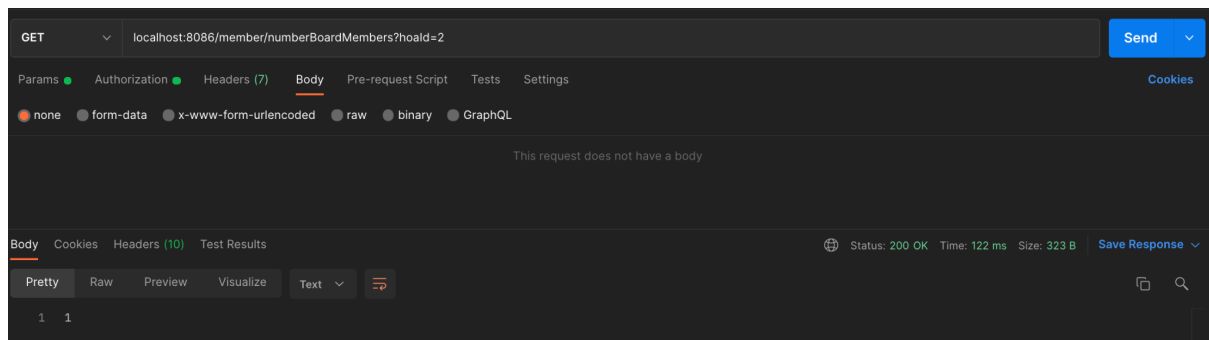 GET localhost:8086/member/numberBoardMembers?hoaId=2 Send
Params Authorization Headers (7) Body Pre-request Script Tests Settings Cookies
none form-data x-www-form-urlencoded raw binary GraphQL
This request does not have a body
Body Cookies Headers (10) Test Results Status: 200 OK Time: 122 ms Size: 323 B Save Response
Pretty Raw Preview Visualize Text
1 1